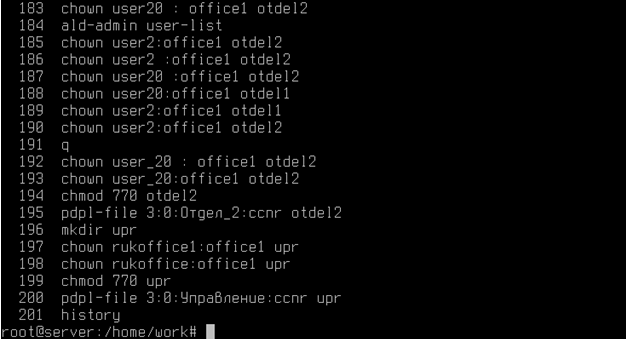 183 chown user20 : office1 otdel2
184 ald-admin user-list
185 chown user2:office1 otdel2
186 chown user2 :office1 otdel2
187 chown user20 :office1 otdel2
188 chown user20:office1 otdel1
189 chown user2:office1 otdel1
190 chown user2:office1 otdel2
191 q
192 chown user_20 : office1 otdel2
193 chown user_20:office1 otdel2
194 chmod 770 otdel2
195 pdpl-file 3:0:Отдел_2:ccnr otdel2
196 mkdir upr
197 chown rukoffice1:office1 upr
198 chown rukoffice:office1 upr
199 chmod 770 upr
200 pdpl-file 3:0:Управление:ccnr upr
201 history
root@server:/home/work#